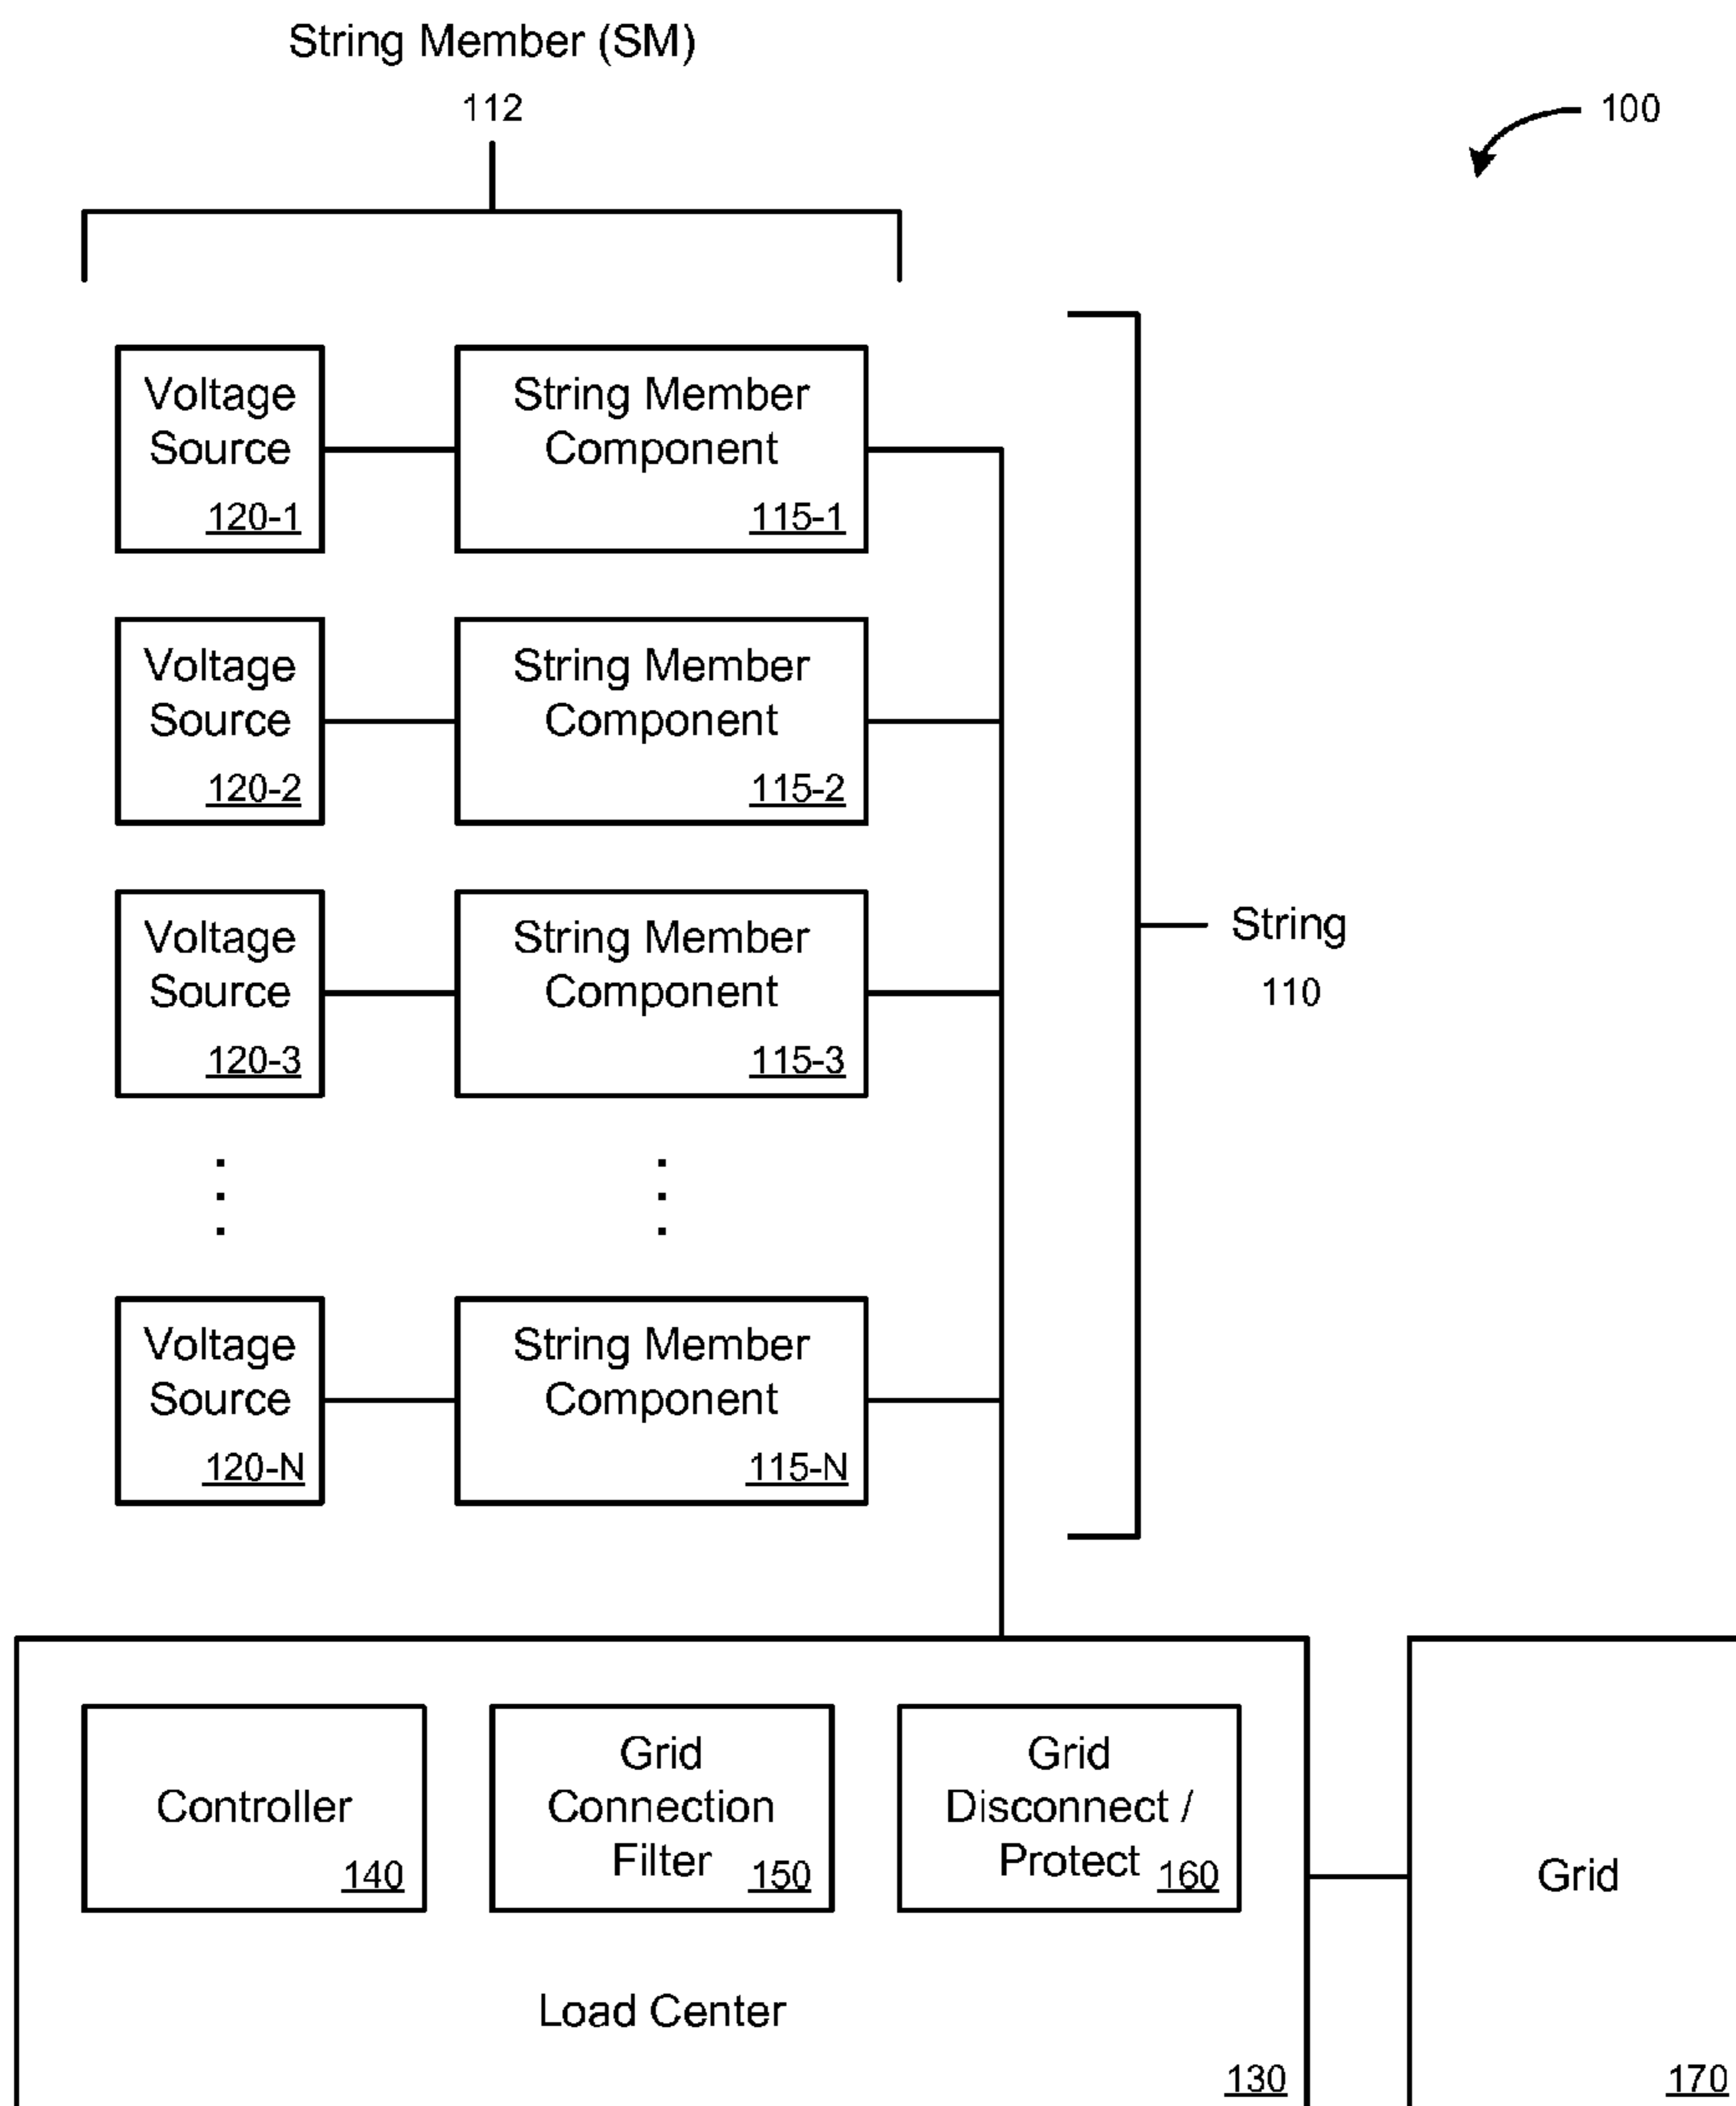 String Member (SM)
112
100
Voltage
Source
120-1
String Member
Component
115-1
Voltage
Source
120-2
String Member
Component
115-2
Voltage
Source
120-3
String Member
Component
115-3
String
110
Voltage
Source
120-N
String Member
Component
115-N
Controller
140
Grid
Connection
Filter
150
Grid
Disconnect /
Protect
160
Load Center
130
Grid
170